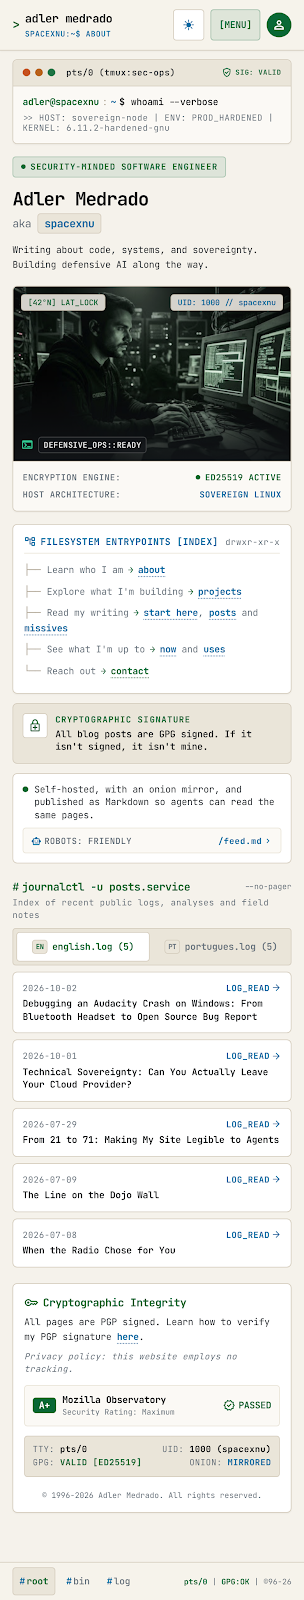 > adler medrado
SPACEXNU:~$ ABOUT
[MENU]
pts/0 (tmux:sec-ops)
SIG: VALID
adler@spacexnu : ~ $ whoami --verbose
>> HOST: sovereign-node | ENV: PROD_HARDENED |
KERNEL: 6.11.2-hardened-gnu
SECURITY-MINDED SOFTWARE ENGINEER
Adler Medrado
aka spacexnu
Writing about code, systems, and sovereignty.
Building defensive AI along the way.
[42°N] LAT_LOCK
UID: 1000 // spacexnu
DEFENSIVE_OPS::READY
ENCRYPTION ENGINE: ED25519 ACTIVE
HOST ARCHITECTURE: SOVEREIGN LINUX
FILESYSTEM ENTRYPOINTS [INDEX] drwxr-xr-x
├── Learn who I am → about
├── Explore what I'm building → projects
├── Read my writing → start here, posts and
missives
├── See what I'm up to → now and uses
└── Reach out → contact
CRYPTOGRAPHIC SIGNATURE
All blog posts are GPG signed. If it
isn't signed, it isn't mine.
Self-hosted, with an onion mirror, and
published as Markdown so agents can read the
same pages.
ROBOTS: FRIENDLY /feed.md ›
# journalctl -u posts.service --no-pager
Index of recent public logs, analyses and field
notes
EN english.log (5)
PT portugues.log (5)
2026-10-02 LOG_READ →
Debugging an Audacity Crash on Windows: From
Bluetooth Headset to Open Source Bug Report
2026-10-01 LOG_READ →
Technical Sovereignty: Can You Actually Leave
Your Cloud Provider?
2026-07-29 LOG_READ →
From 21 to 71: Making My Site Legible to Agents
2026-07-09 LOG_READ →
The Line on the Dojo Wall
2026-07-08 LOG_READ →
When the Radio Chose for You
Cryptographic Integrity
All pages are PGP signed. Learn how to verify
my PGP signature here.
Privacy policy: this website employs no
tracking.
A+ Mozilla Observatory
Security Rating: Maximum
PASSED
TTY: pts/0 UID: 1000 (spacexnu)
GPG: VALID [ED25519] ONION: MIRRORED
© 1996-2026 Adler Medrado. All rights reserved.
#root #bin #log
pts/0 | GPG:OK | ©96-26